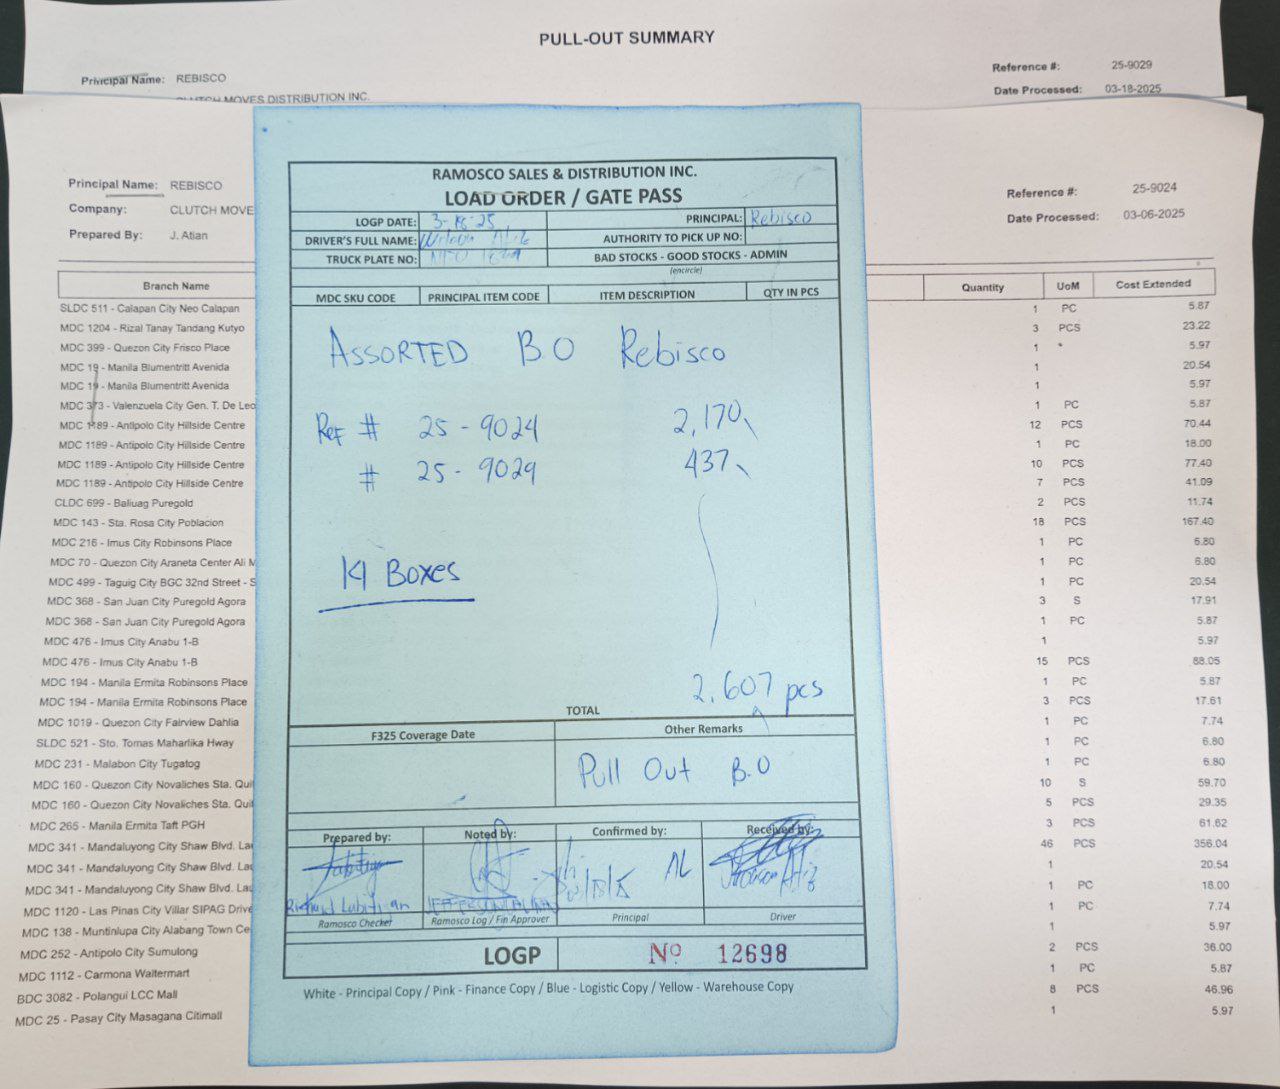 PULL-OUT SUMMARY
Principal Name: REBISCO
Reference #: 25-9029
CLUTCH MOVES DISTRIBUTION INC.
Date Processed: 03-18-2025
Principal Name: REBISCO
Reference #: 25-9024
Company: CLUTCH MOVE
Date Processed: 03-06-2025
Prepared By: J. Atian
RAMOSCO SALES & DISTRIBUTION INC.
LOAD ORDER / GATE PASS
LOGP DATE: 3-18-25 PRINCIPAL: Rebisco
DRIVER'S FULL NAME: AUTHORITY TO PICK UP NO:
TRUCK PLATE NO: BAD STOCKS - GOOD STOCKS - ADMIN
(encircle)
MDC SKU CODE PRINCIPAL ITEM CODE ITEM DESCRIPTION QTY IN PCS
ASSORTED B.O Rebisco
Ref # 25-9024 2,170
# 25-9029 437
14 Boxes
2,607 pcs
TOTAL
F325 Coverage Date Other Remarks
Pull Out B.O
Prepared by: Noted by: Confirmed by: Received by:
Ramosco Checker Ramosco Log / Fin Approver Principal Driver
LOGP Nº 12698
White - Principal Copy / Pink - Finance Copy / Blue - Logistic Copy / Yellow - Warehouse Copy
Branch Name Quantity UoM Cost Extended
SLDC 511 - Calapan City Neo Calapan 1 PC 5.87
MDC 1204 - Rizal Tanay Tandang Kutyo 3 PCS 23.22
MDC 399 - Quezon City Frisco Place 1 5.97
MDC 19 - Manila Blumentritt Avenida 1 20.54
MDC 19 - Manila Blumentritt Avenida 1 5.97
MDC 373 - Valenzuela City Gen. T. De Leo 1 PC 5.87
MDC 1189 - Antipolo City Hillside Centre 12 PCS 70.44
MDC 1189 - Antipolo City Hillside Centre 1 PC 18.00
MDC 1189 - Antipolo City Hillside Centre 10 PCS 77.40
MDC 1189 - Antipolo City Hillside Centre 7 PCS 41.09
CLDC 699 - Baliuag Puregold 2 PCS 11.74
MDC 143 - Sta. Rosa City Poblacion 18 PCS 167.40
MDC 216 - Imus City Robinsons Place 1 PC 6.80
MDC 70 - Quezon City Araneta Center Ali M 1 PC 6.80
MDC 499 - Taguig City BGC 32nd Street - S 1 PC 20.54
MDC 368 - San Juan City Puregold Agora 3 S 17.91
MDC 368 - San Juan City Puregold Agora 1 PC 5.87
MDC 476 - Imus City Anabu 1-B 1 5.97
MDC 476 - Imus City Anabu 1-B 15 PCS 88.05
MDC 194 - Manila Ermita Robinsons Place 1 PC 5.87
MDC 194 - Manila Ermita Robinsons Place 3 PCS 17.61
MDC 1019 - Quezon City Fairview Dahlia 1 PC 7.74
SLDC 521 - Sto. Tomas Maharlika Hway 1 PC 6.80
MDC 231 - Malabon City Tugatog 1 PC 6.80
MDC 160 - Quezon City Novaliches Sta. Quit 10 S 59.70
MDC 160 - Quezon City Novaliches Sta. Quit 5 PCS 29.35
MDC 265 - Manila Ermita Taft PGH 3 PCS 61.62
MDC 341 - Mandaluyong City Shaw Blvd. Lau 46 PCS 356.04
MDC 341 - Mandaluyong City Shaw Blvd. Lau 1 20.54
MDC 341 - Mandaluyong City Shaw Blvd. Lau 1 PC 18.00
MDC 1120 - Las Pinas City Villar SIPAG Drive 1 PC 7.74
MDC 138 - Muntinlupa City Alabang Town Ce 1 5.97
MDC 252 - Antipolo City Sumulong 2 PCS 36.00
MDC 1112 - Carmona Waltermart 1 PC 5.87
BDC 3082 - Polangui LCC Mall 8 PCS 46.96
MDC 25 - Pasay City Masagana Citimall 1 5.97